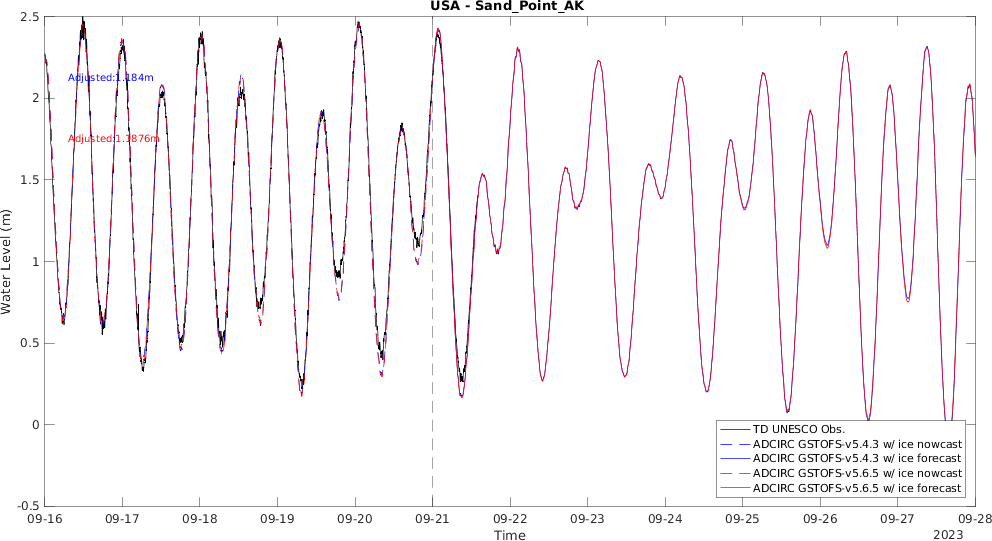 USA - Sand_Point_AK
2.5
Adjusted:1.184m
2
Adjusted:1.1876m
1.5
Water Level (m)
1
0.5
0
TD UNESCO Obs.
ADCIRC GSTOFS-v5.4.3 w/ ice nowcast
ADCIRC GSTOFS-v5.4.3 w/ ice forecast
ADCIRC GSTOFS-v5.6.5 w/ ice nowcast
ADCIRC GSTOFS-v5.6.5 w/ ice forecast
-0.5
09-16 09-17 09-18 09-19 09-20 09-21 09-22 09-23 09-24 09-25 09-26 09-27 09-28
Time
2023